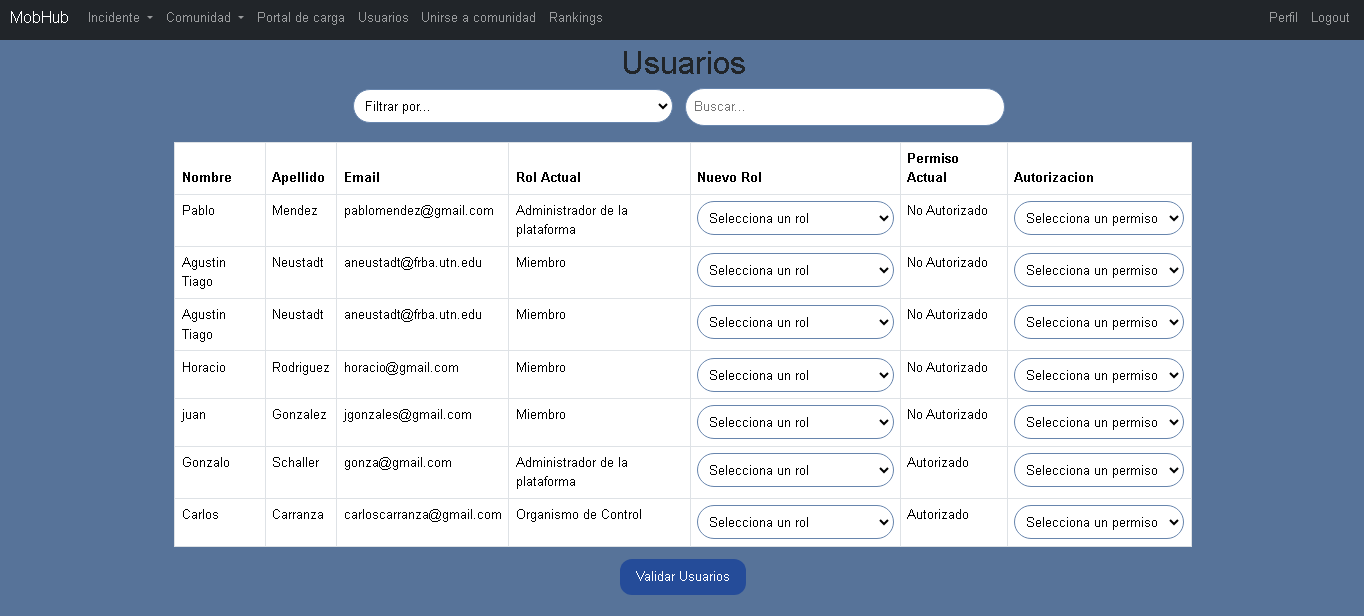 MobHub Incidente Comunidad Portal de carga Usuarios Unirse a comunidad Rankings Perfil Logout
Usuarios
Filtrar por... Buscar...
Nombre Apellido Email Rol Actual Nuevo Rol Permiso Actual Autorizacion
Pablo Mendez pablomendez@gmail.com Administrador de la plataforma Selecciona un rol No Autorizado Selecciona un permiso
Agustin Tiago Neustadt aneustadt@frba.utn.edu Miembro Selecciona un rol No Autorizado Selecciona un permiso
Agustin Tiago Neustadt aneustadt@frba.utn.edu Miembro Selecciona un rol No Autorizado Selecciona un permiso
Horacio Rodriguez horacio@gmail.com Miembro Selecciona un rol No Autorizado Selecciona un permiso
juan Gonzalez jgonzales@gmail.com Miembro Selecciona un rol No Autorizado Selecciona un permiso
Gonzalo Schaller gonza@gmail.com Administrador de la plataforma Selecciona un rol Autorizado Selecciona un permiso
Carlos Carranza carloscarranza@gmail.com Organismo de Control Selecciona un rol Autorizado Selecciona un permiso
Validar Usuarios